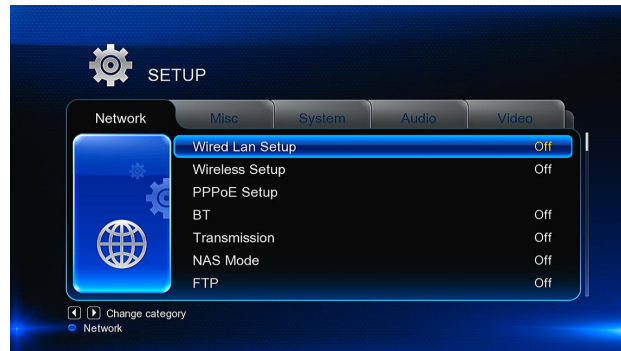 SETUP
Network Misc System Audio Video
Wired Lan Setup Off
Wireless Setup Off
PPPoE Setup
BT Off
Transmission Off
NAS Mode Off
FTP Off
Change category
Network